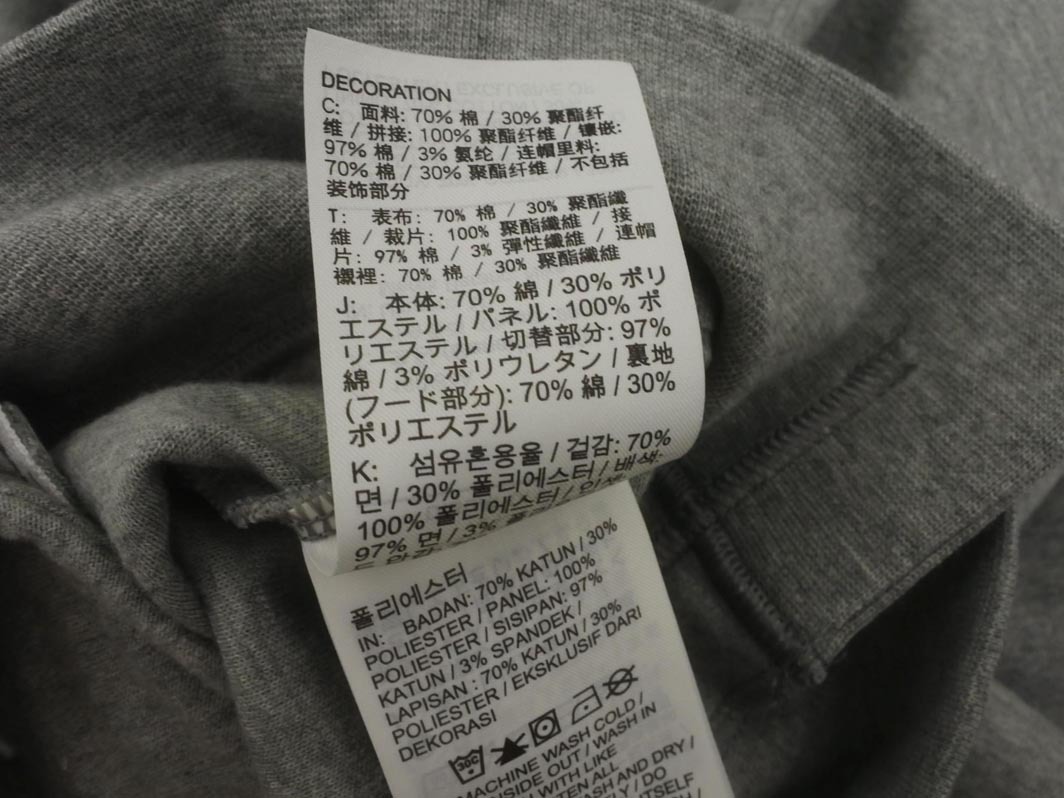 DECORATION
C: 面料: 70% 棉 / 30% 聚酯纤
维 / 拼接: 100% 聚酯纤维 / 镶嵌:
97% 棉 / 3% 氨纶 / 连帽里料:
70% 棉 / 30% 聚酯纤维 / 不包括
装饰部分
T: 表布: 70% 棉 / 30% 聚酯纖
維 / 裁片: 100% 聚酯纖維 / 接
片: 97% 棉 / 3% 彈性纖維 / 連帽
襯裡: 70% 棉 / 30% 聚酯纖維
J: 本体: 70% 綿 / 30% ポリ
エステル / パネル: 100% ポ
リエステル / 切替部分: 97%
綿 / 3% ポリウレタン / 裏地
(フード部分): 70% 綿 / 30%
ポリエステル
K: 섬유혼용율 / 겉감: 70%
면 / 30% 폴리에스터 / 배색:
100% 폴리에스터 /
97% 면 / 3%
폴리에스터
IN: BADAN: 70% KATUN / 30%
POLIESTER / PANEL: 100%
POLIESTER / SISIPAN: 97%
KATUN / 3% SPANDEK /
LAPISAN : 70% KATUN / 30%
POLIESTER / EKSKLUSIF DARI
DEKORASI
30C
MACHINE WASH COLD /
INSIDE OUT / WASH IN
WITH LIKE
ALL
AND DRY /
DO
ITSELF